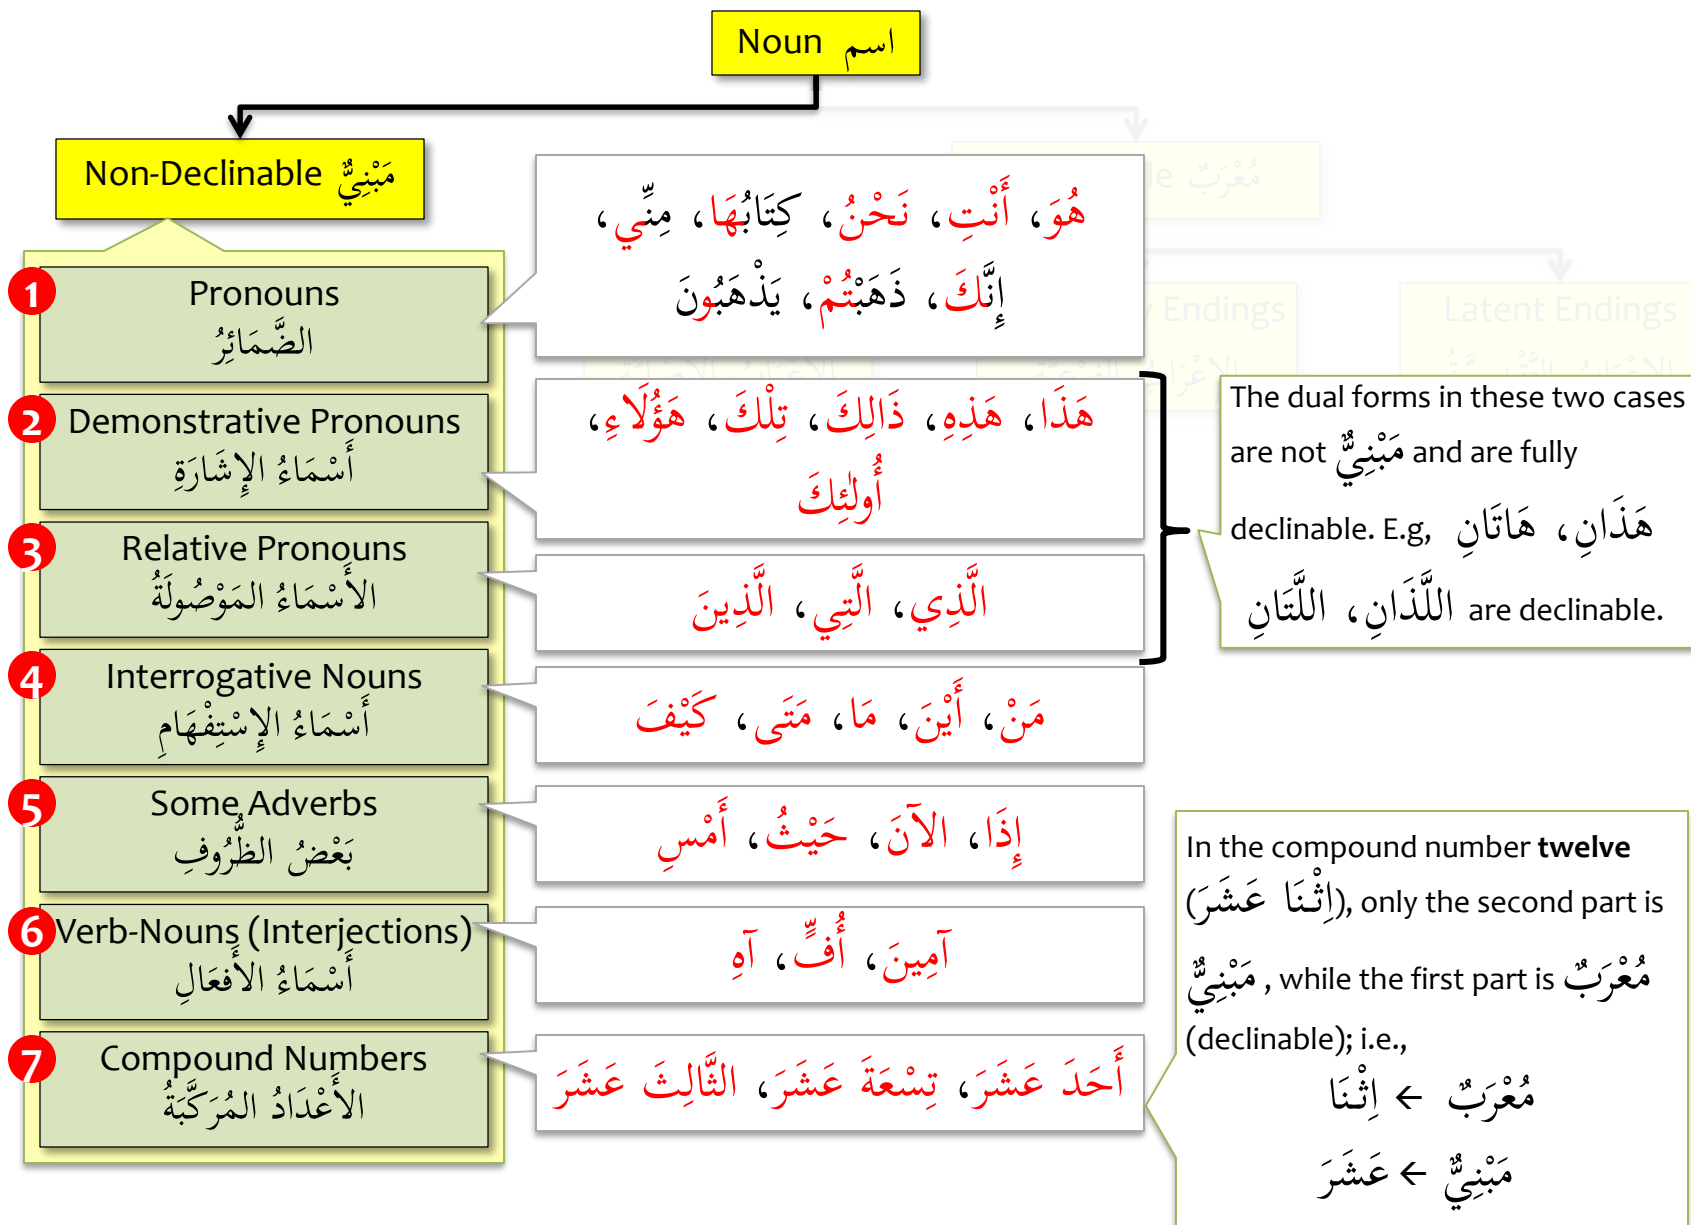 Noun اسم
Non-Declinable مَبْنِيٌّ
مُعْرَبٌ
هُوَ، أَنْتِ، نَحْنُ، كِتَابُهَا، مِنِّي،
إِنَّكَ، ذَهَبْتُمْ، يَذْهَبُونَ
1
Pronouns
الضَّمَائِرُ
Endings
Latent Endings
2
Demonstrative Pronouns
أَسْمَاءُ الإِشَارَةِ
هَذَا، هَذِهِ، ذَالِكَ، تِلْكَ، هَؤُلَاءِ،
أُولٰئِكَ
The dual forms in these two cases
are not مَبْنِيٌّ and are fully
declinable. E.g, هَذَانِ، هَاتَانِ
اللَّذَانِ، اللَّتَانِ are declinable.
3
Relative Pronouns
الأَسْمَاءُ المَوْصُولَةُ
الَّذِي، الَّتِي، الَّذِينَ
4
Interrogative Nouns
أَسْمَاءُ الإِسْتِفْهَامِ
مَنْ، أَيْنَ، مَا، مَتَى، كَيْفَ
5
Some Adverbs
بَعْضُ الظُّرُوفِ
إِذَا، الآنَ، حَيْثُ، أَمْسِ
6
Verb-Nouns (Interjections)
أَسْمَاءُ الأَفعَالِ
آمِينَ، أُفٍّ، آهِ
7
Compound Numbers
الأَعْدَادُ المُرَكَّبَةُ
أَحَدَ عَشَرَ، تِسْعَةَ عَشَرَ، الثَّالِثَ عَشَرَ
In the compound number twelve
(اِثْنَا عَشَرَ), only the second part is
مَبْنِيٌّ , while the first part is مُعْرَبٌ
(declinable); i.e.,
مُعْرَبٌ ← اِثْنَا
مَبْنِيٌّ ← عَشَرَ